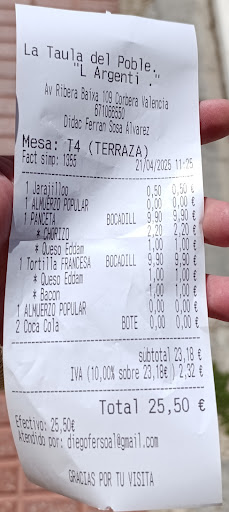 La Taula del Poble.
"L Argenti ."
Av Ribera Baixa 109 Corbera Valencia
671068550
Didac Ferran Sosa Alvarez
Mesa: T4 (TERRAZA)
Fact simp: 1355 21/04/2025 11:25
1 Jarajilloo 0,50 0,50 €
1 ALMUERZO POPULAR 0,00 0,00 €
1 PANCETA BOCADILL 9,90 9,90 €
* CHORIZO 2,20 2,20 €
* Queso Eddam 1,00 1,00 €
1 Tortilla FRANCESA BOCADILL 9,90 9,90 €
* Queso Eddam 1,00 1,00 €
* Bacon 1,00 1,00 €
1 ALMUERZO POPULAR 0,00 0,00 €
2 Coca Cola BOTE 0,00 0,00 €
subtotal 23,18 €
IVA (10,00% sobre 23,18€) 2,32 €
Total 25,50 €
Efectivo: 25,50€
Atendido por: diegofersoal@gmail.com
GRACIAS POR TU VISITA